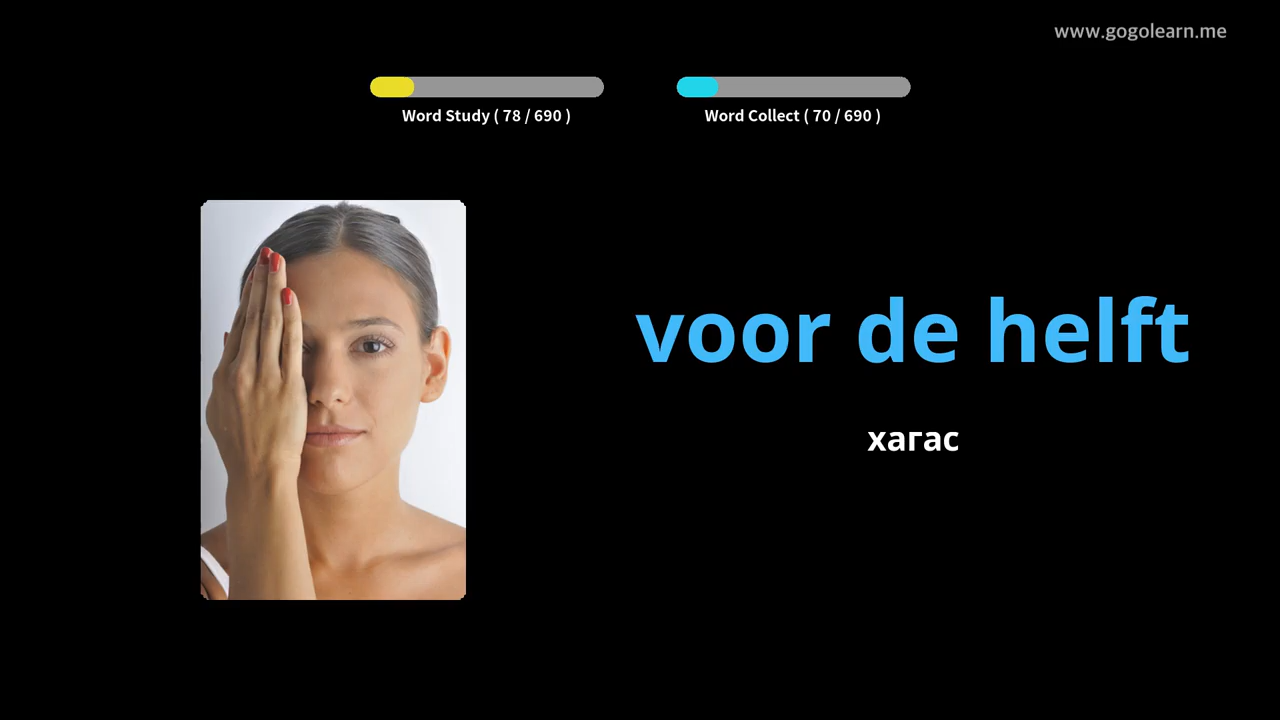 www.gogolearn.me
Word Study ( 78 / 690 )
Word Collect ( 70 / 690 )
voor de helft
хагас